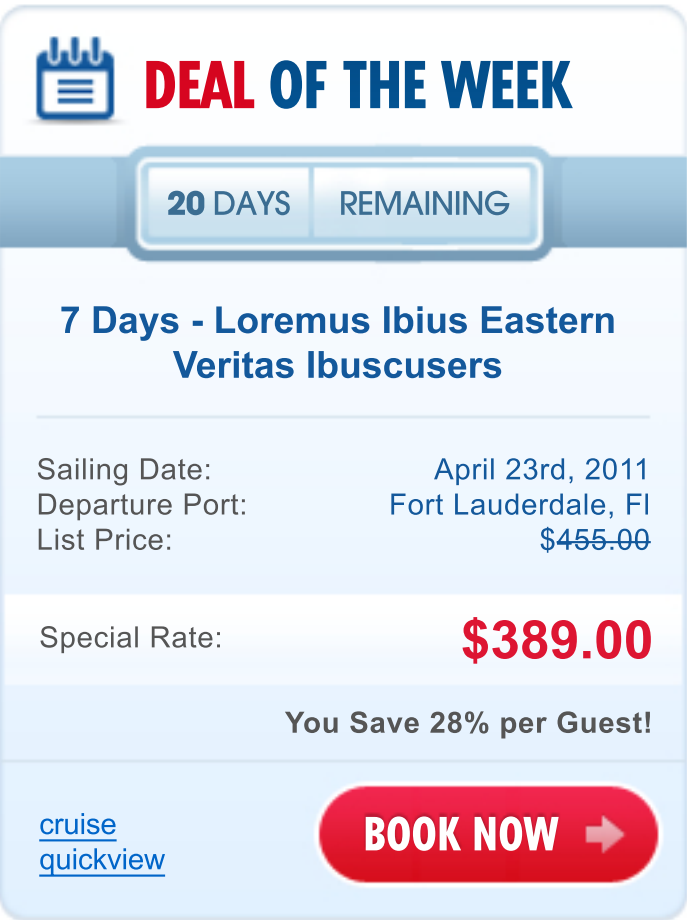 DEAL OF THE WEEK
20 DAYS REMAINING
7 Days - Loremus Ibius Eastern
Veritas Ibuscusers
Sailing Date: April 23rd, 2011
Departure Port: Fort Lauderdale, Fl
List Price: $455.00
Special Rate: $389.00
You Save 28% per Guest!
cruise
quickview
BOOK NOW